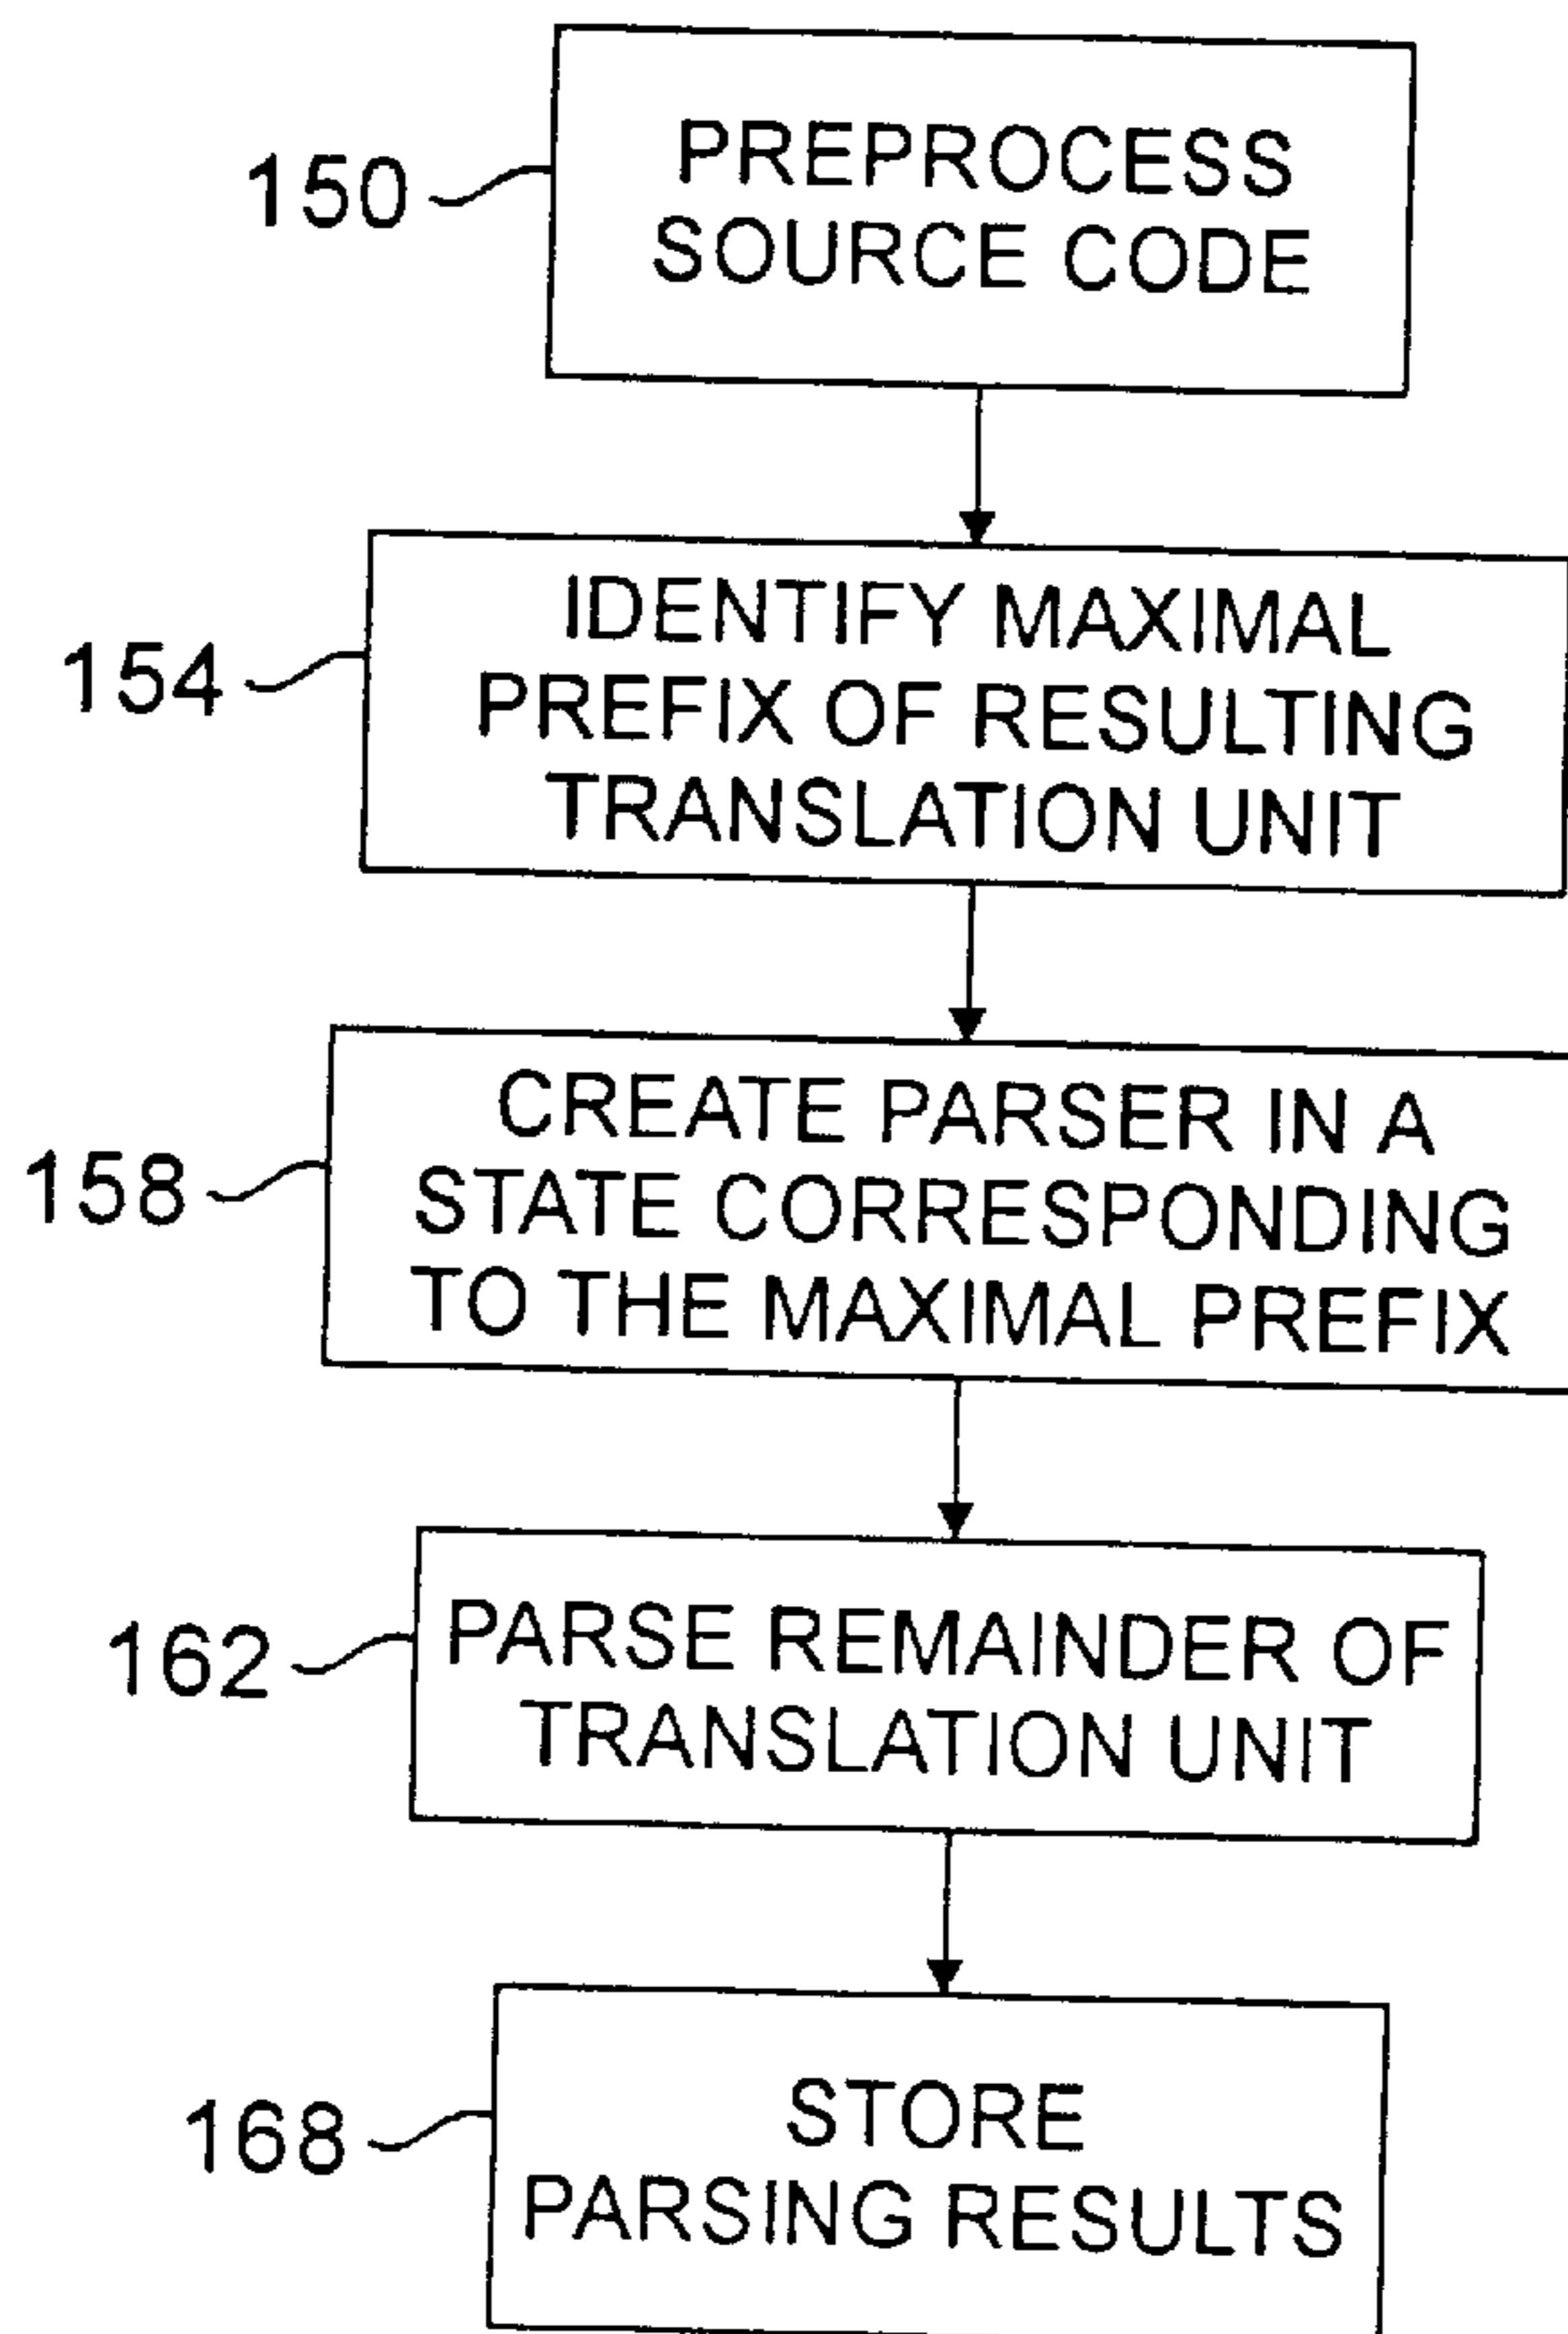 150
PREPROCESS
SOURCE CODE
154
IDENTIFY MAXIMAL
PREFIX OF RESULTING
TRANSLATION UNIT
158
CREATE PARSER IN A
STATE CORRESPONDING
TO THE MAXIMAL PREFIX
162
PARSE REMAINDER OF
TRANSLATION UNIT
168
STORE
PARSING RESULTS